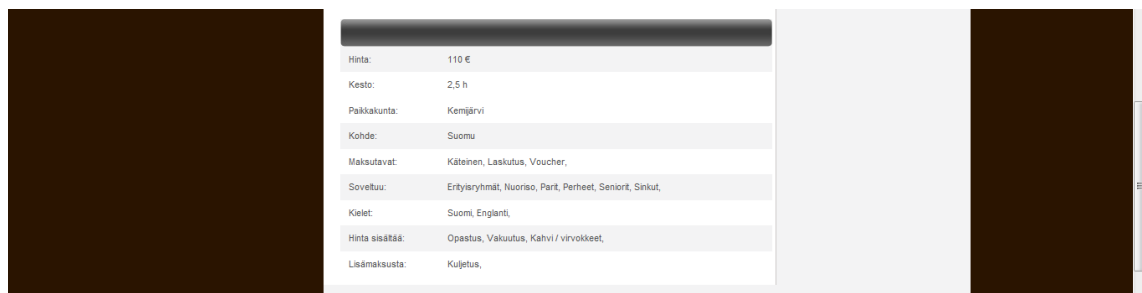 Hinta: 110 €
Kesto: 2,5 h
Paikkakunta: Kemijärvi
Kohde: Suomu
Maksutavat: Käteinen, Laskutus, Voucher,
Soveltuu: Erityisryhmät, Nuoriso, Parit, Perheet, Seniorit, Sinkut,
Kielet: Suomi, Englanti,
Hinta sisältää: Opastus, Vakuutus, Kahvi / virvokkeet,
Lisämaksusta: Kuljetus,